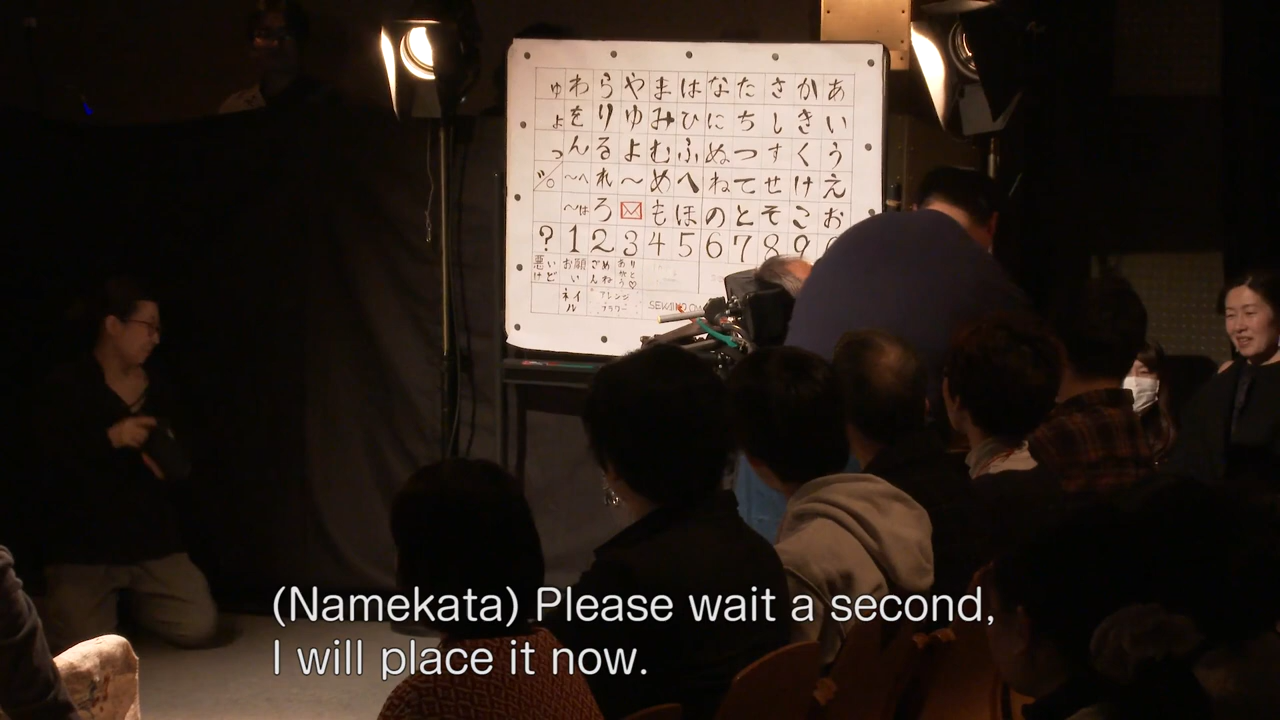 あいうえお
かきくけこ
さしすせそ
たちつてと
なにぬねの
はひふへほ
まみむめも
やゆよ〜
らりるれろ
わをん〜へ〜は
ゅょっ゛゜
? 1 2 3 4 5 6 7 8 9
ありがとう♡
ごめんね
お願い
悪いけど
アレンジフラワー
ネイル
(Namekata) Please wait a second,
I will place it now.